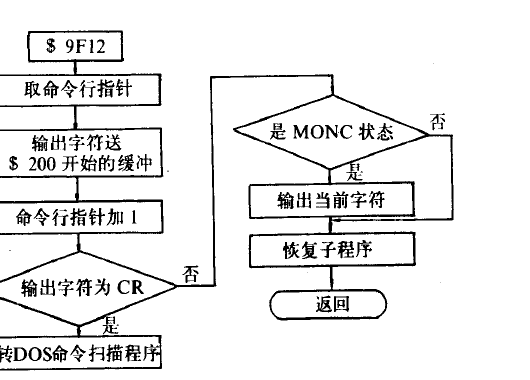 $ 9F12
取命令行指针
输出字符送
$ 200 开始的缓冲
命令行指针加 1
输出字符为 CR
否
是
转DOS命令扫描程序
是 MONC 状态
否
是
输出当前字符
恢复子程序
返回